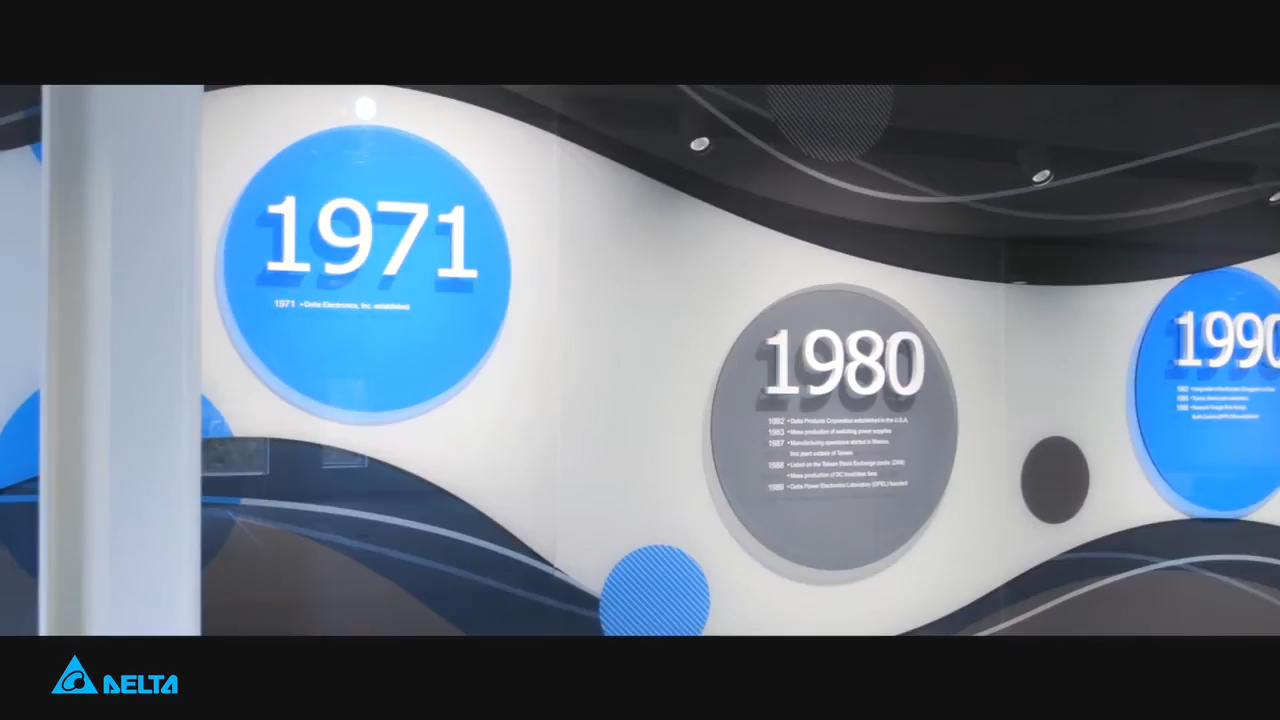 1971
1971 • Delta Electronics, Inc. established
1980
1982 • Delta Products Corporation established in the U.S.A.
1983 • Mass production of switching power supplies
1987 • Manufacturing operations started in Mexico,
first plant outside of Taiwan
1988 • Listed on the Taiwan Stock Exchange (code: 2308)
• Mass production of DC brushless fans
1989 • Delta Power Electronics Laboratory (DPEL) founded
1990
DELTA